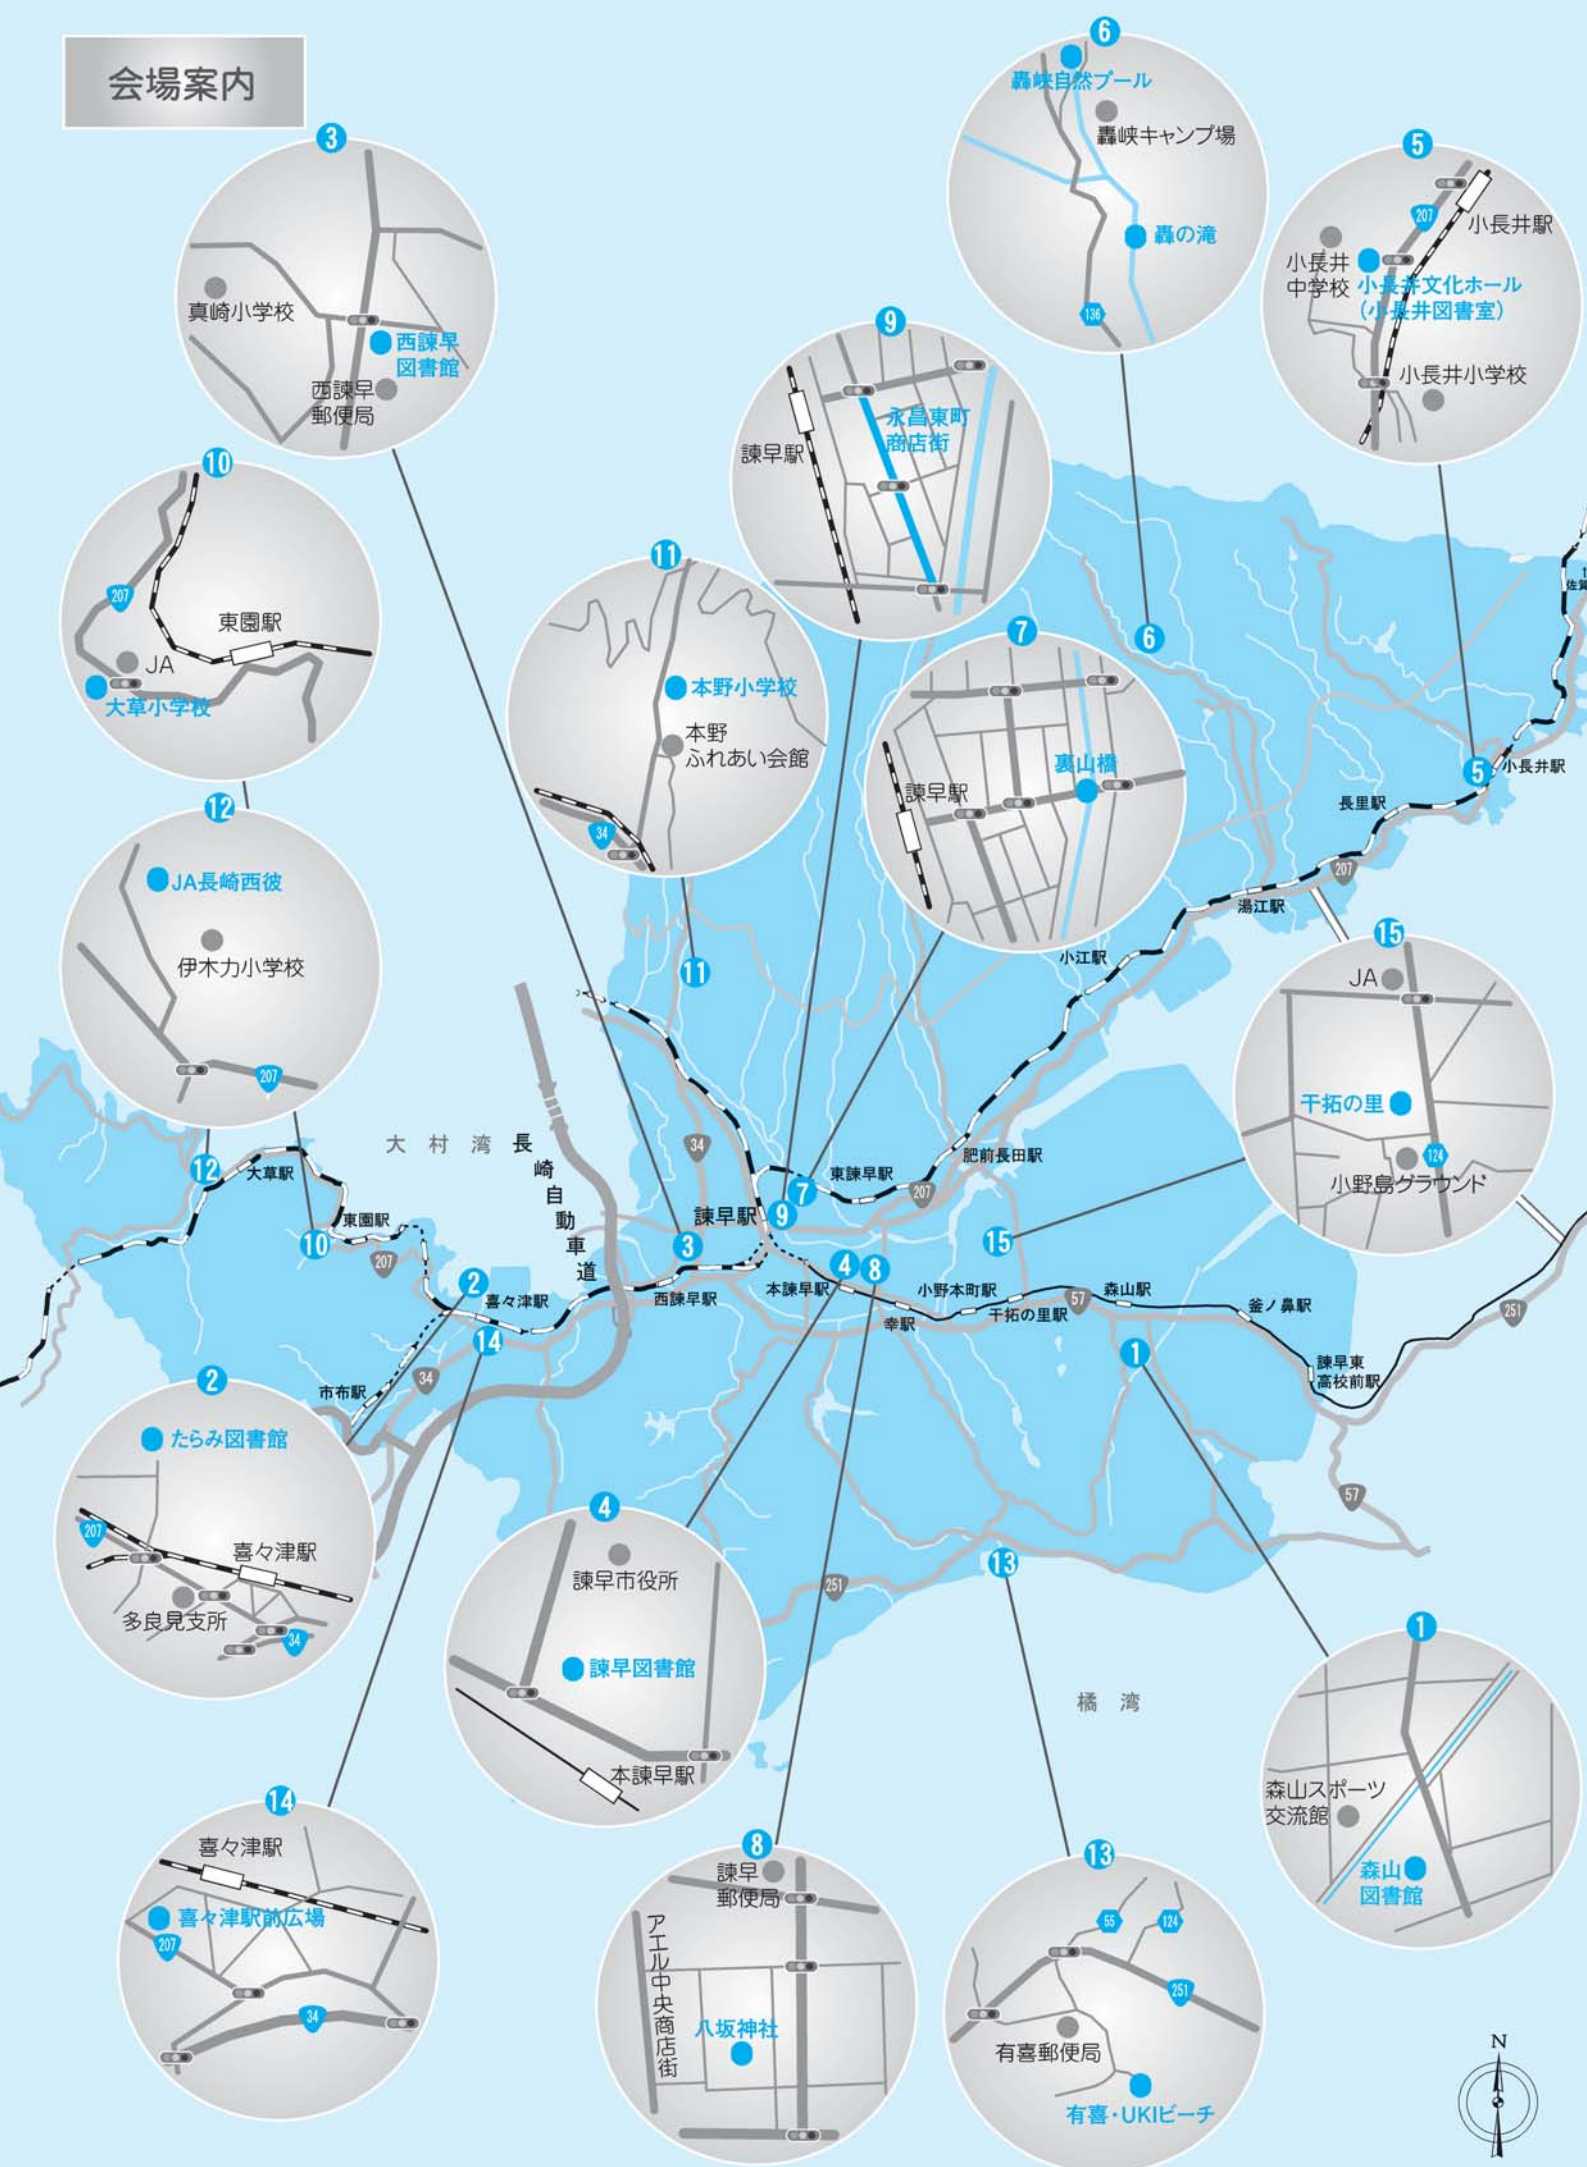 会場案内
3
真崎小学校
西諫早
図書館
西諫早
郵便局
6
轟峡自然プール
轟峡キャンプ場
轟の滝
136
5
207
小長井駅
小長井
中学校
小長井文化ホール
(小長井図書室)
小長井小学校
9
永昌東町
商店街
諫早駅
10
207
東園駅
JA
大草小学校
11
本野小学校
本野
ふれあい会館
34
7
裏山橋
諫早駅
12
JA長崎西彼
伊木力小学校
207
15
JA
干拓の里
124
小野島グラウンド
6
5
小長井駅
長里駅
207
湯江駅
小江駅
11
大村湾
長崎自動車道
34
肥前長田駅
東諫早駅
207
7
諫早駅
9
12
大草駅
東園駅
10
207
3
15
4
8
2
喜々津駅
西諫早駅
本諫早駅
小野本町駅
幸駅
干拓の里駅
57
森山駅
釜ノ鼻駅
251
14
1
諫早東
高校前駅
市布駅
34
57
251
13
橘湾
2
たらみ図書館
207
喜々津駅
多良見支所
34
4
諫早市役所
諫早図書館
本諫早駅
1
森山スポーツ
交流館
森山
図書館
14
喜々津駅
喜々津駅前広場
207
34
8
諫早
郵便局
アエル中央商店街
八坂神社
13
55
124
251
有喜郵便局
有喜・UKIビーチ
N